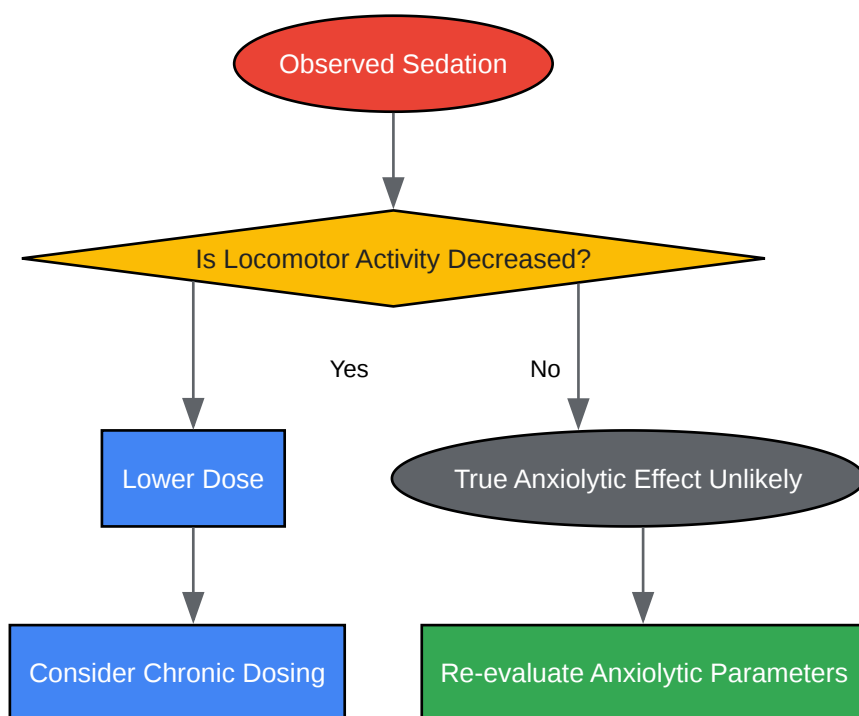 Observed Sedation
Is Locomotor Activity Decreased?
Yes
No
Lower Dose
True Anxiolytic Effect Unlikely
Consider Chronic Dosing
Re-evaluate Anxiolytic Parameters